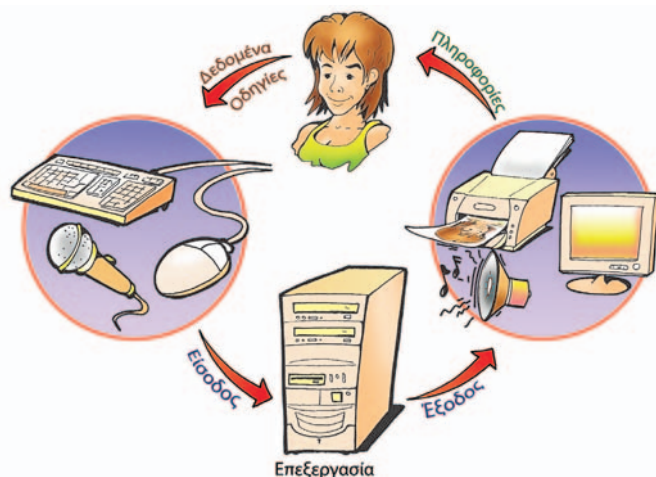 Δεδομένα
Οδηγίες
Πληροφορίες
Είσοδος
Έξοδος
Επεξεργασία